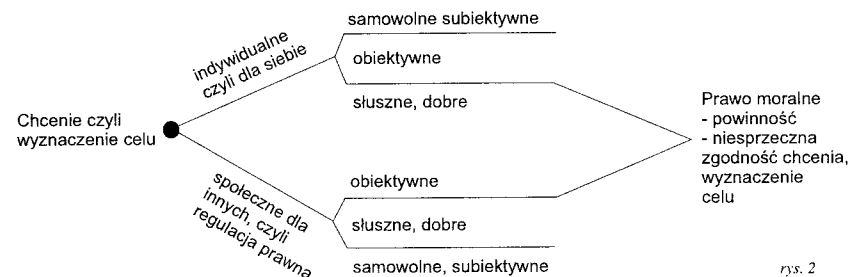 samowolne subiektywne
indywidualne
czyli dla siebie
obiektywne
słuszne, dobre
Chcenie czyli
wyznaczenie celu
Prawo moralne
- powinność
- niesprzeczna
zgodność chcenia,
wyznaczenie
celu
społeczne dla
innych, czyli
regulacja prawna
obiektywne
słuszne, dobre
samowolne, subiektywne
rys. 2